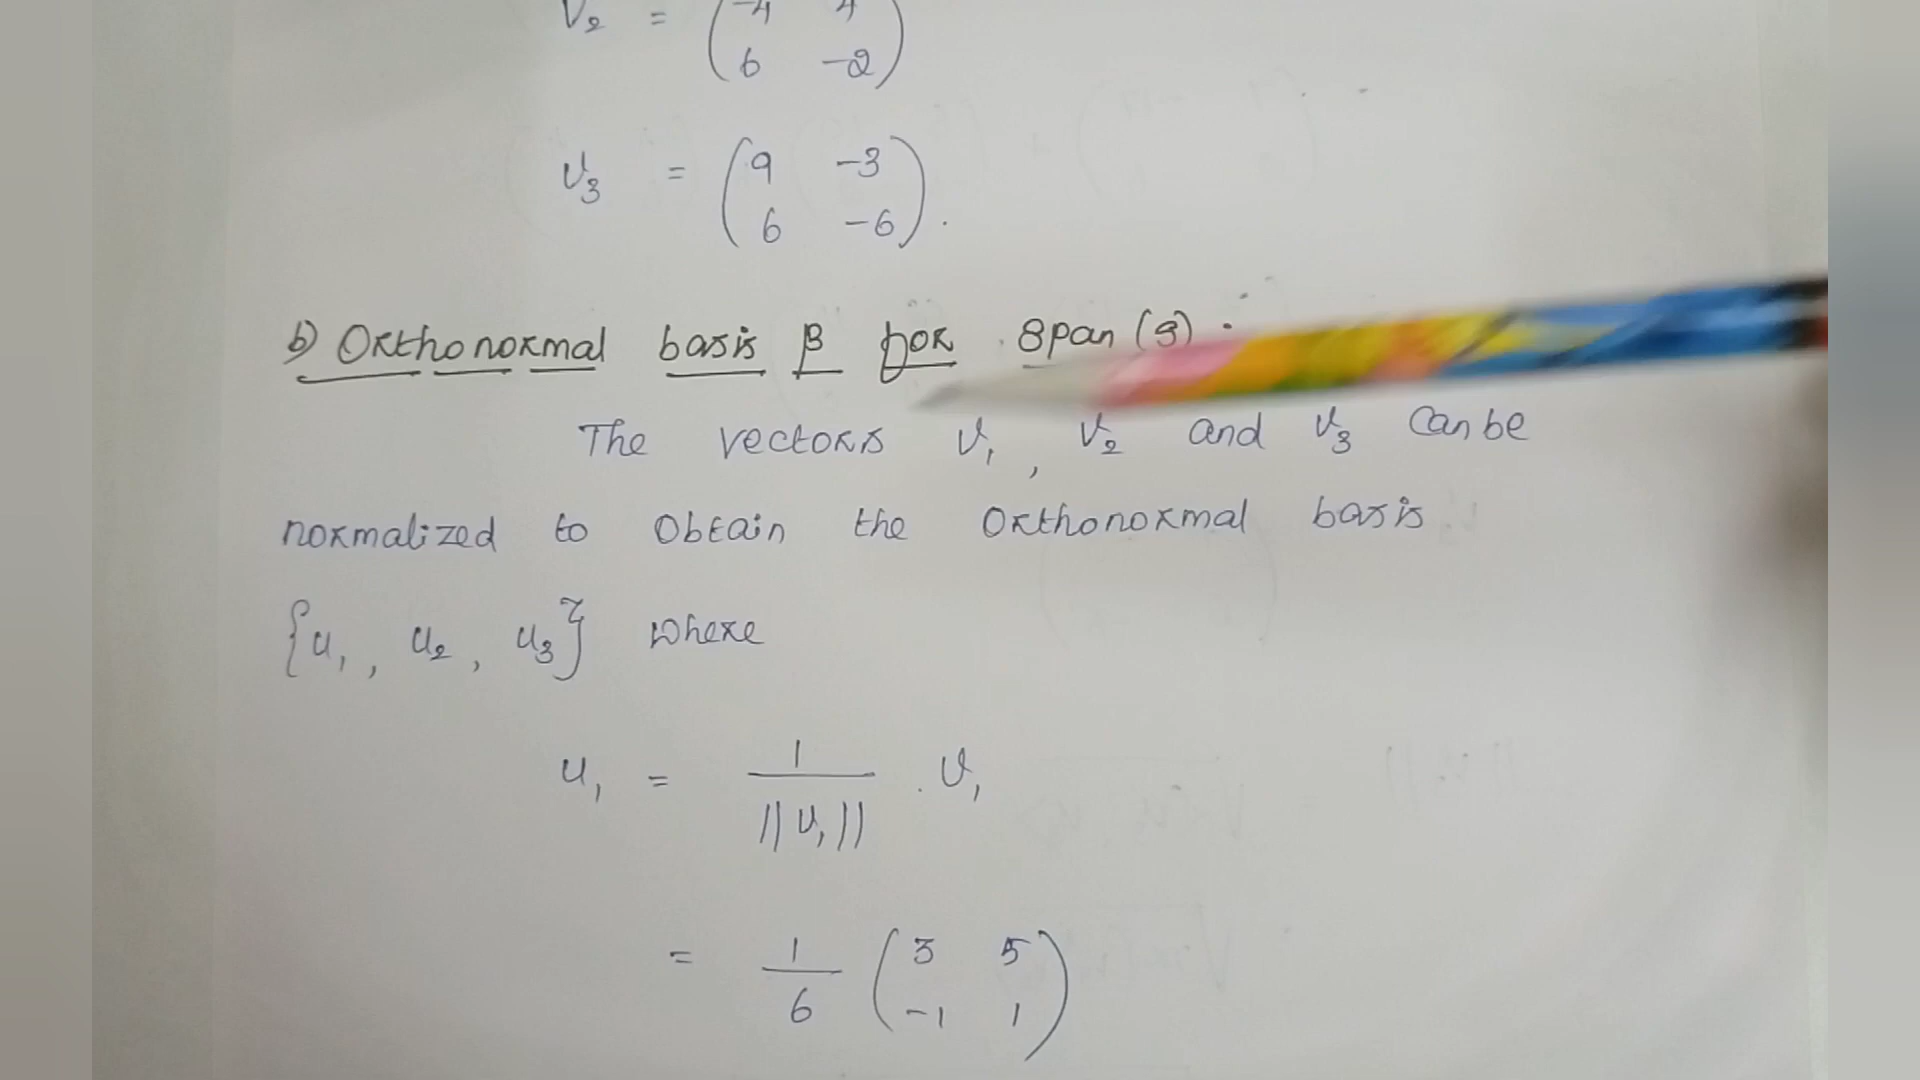 V₂ = (-4 4
6 -2)
V₃ = (9 -3
6 -6).
b) Orthonormal basis β for Span (S) :
The vectors V₁, V₂ and V₃ can be
normalized to Obtain the Orthonormal basis
{u₁, u₂, u₃} where
u₁ = 1/||V₁|| . V₁
= 1/6 (3 5
-1 1)